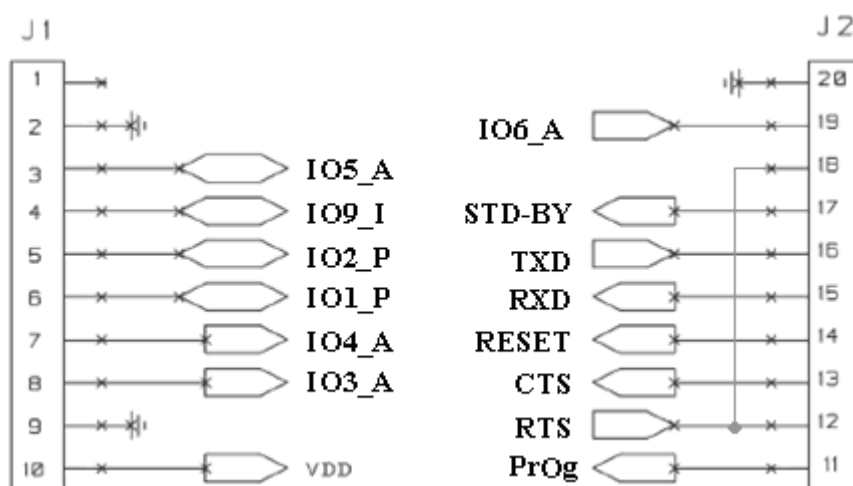 J1
1
2
3 IO5_A
4 IO9_I
5 IO2_P
6 IO1_P
7 IO4_A
8 IO3_A
9
10 VDD
J2
20
IO6_A 19
18
STD-BY 17
TXD 16
RXD 15
RESET 14
CTS 13
RTS 12
PrOg 11